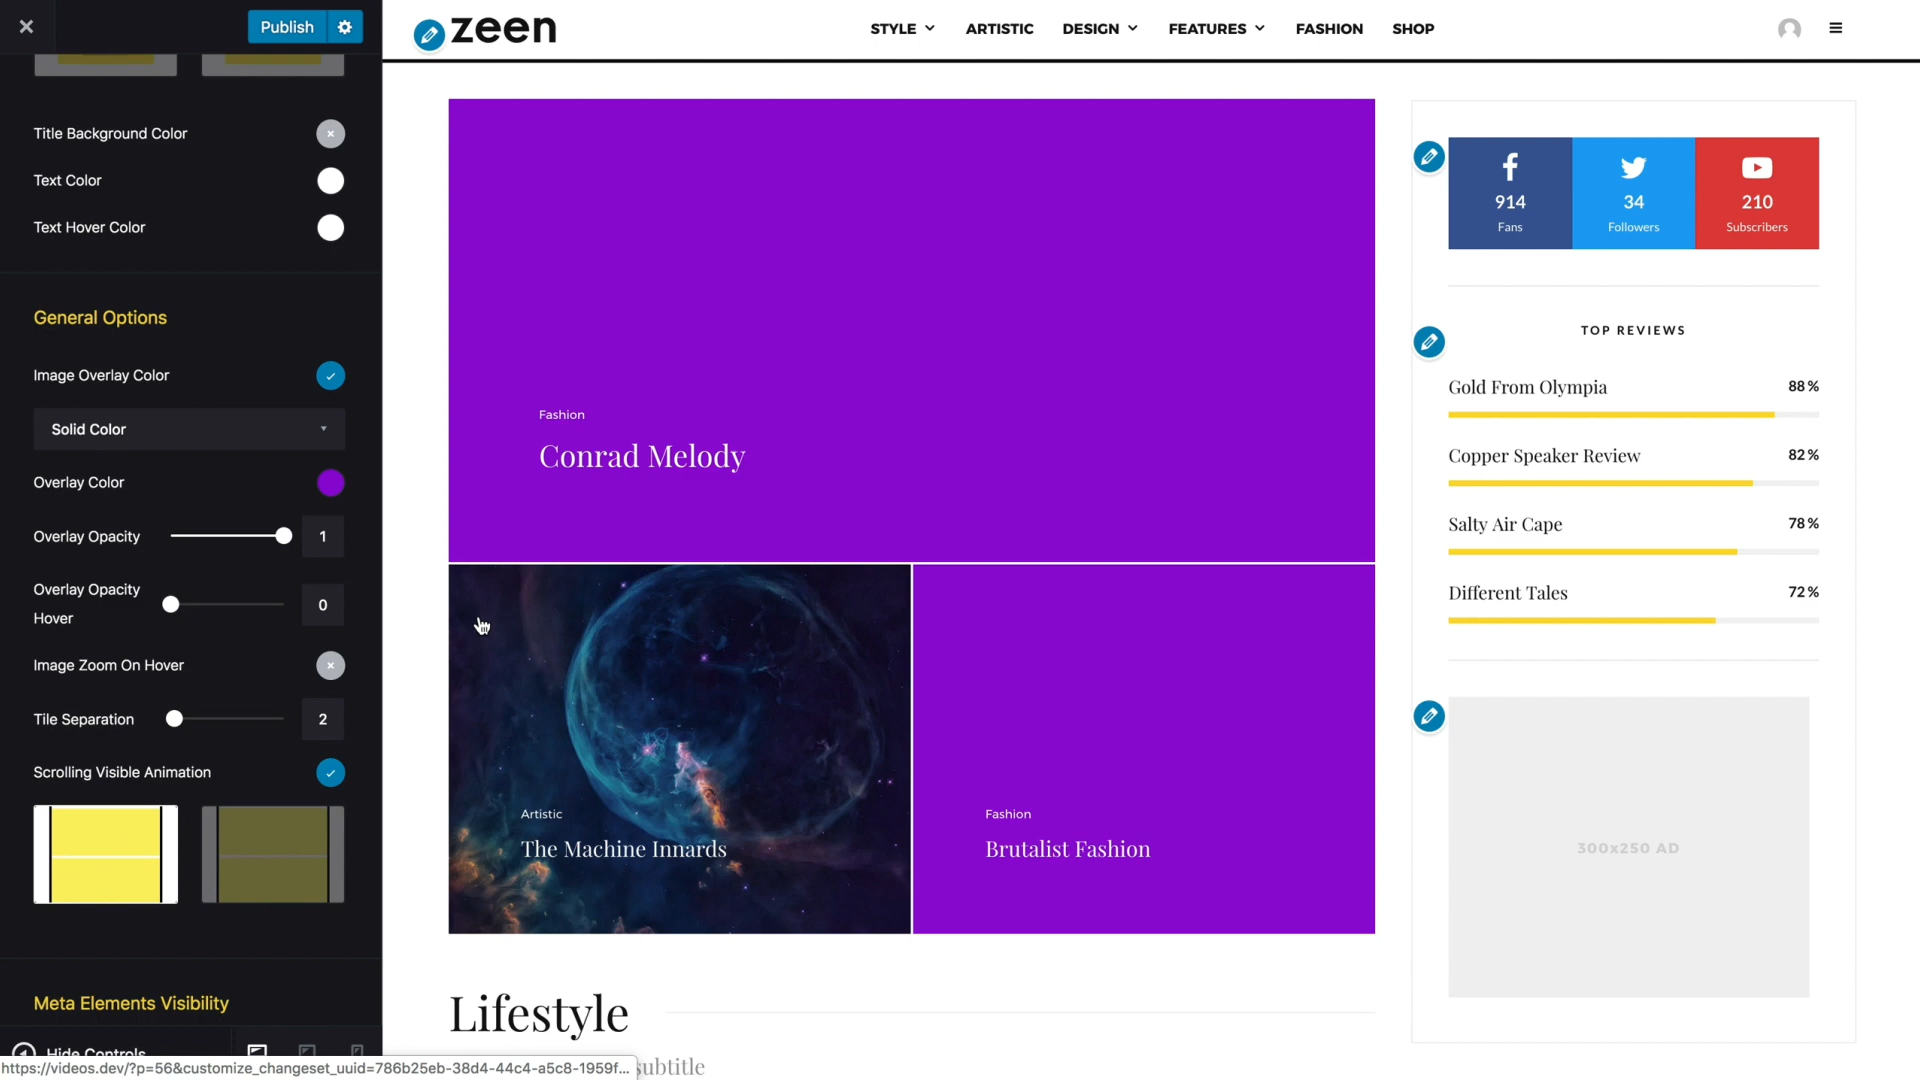 Publish
zeen
STYLE
ARTISTIC
DESIGN
FEATURES
FASHION
SHOP
Title Background Color
Text Color
Text Hover Color
General Options
Image Overlay Color
Solid Color
Overlay Color
Overlay Opacity
1
Overlay Opacity
Hover
0
Image Zoom On Hover
Tile Separation
2
Scrolling Visible Animation
Meta Elements Visibility
Hide Controls
https://videos.dev/?p=56&customize_changeset_uuid=786b25eb-38d4-44c4-a5c8-1959f...
Fashion
Conrad Melody
Artistic
The Machine Innards
Fashion
Brutalist Fashion
Lifestyle
subtitle
914
Fans
34
Followers
210
Subscribers
TOP REVIEWS
Gold From Olympia
88%
Copper Speaker Review
82%
Salty Air Cape
78%
Different Tales
72%
300x250 AD